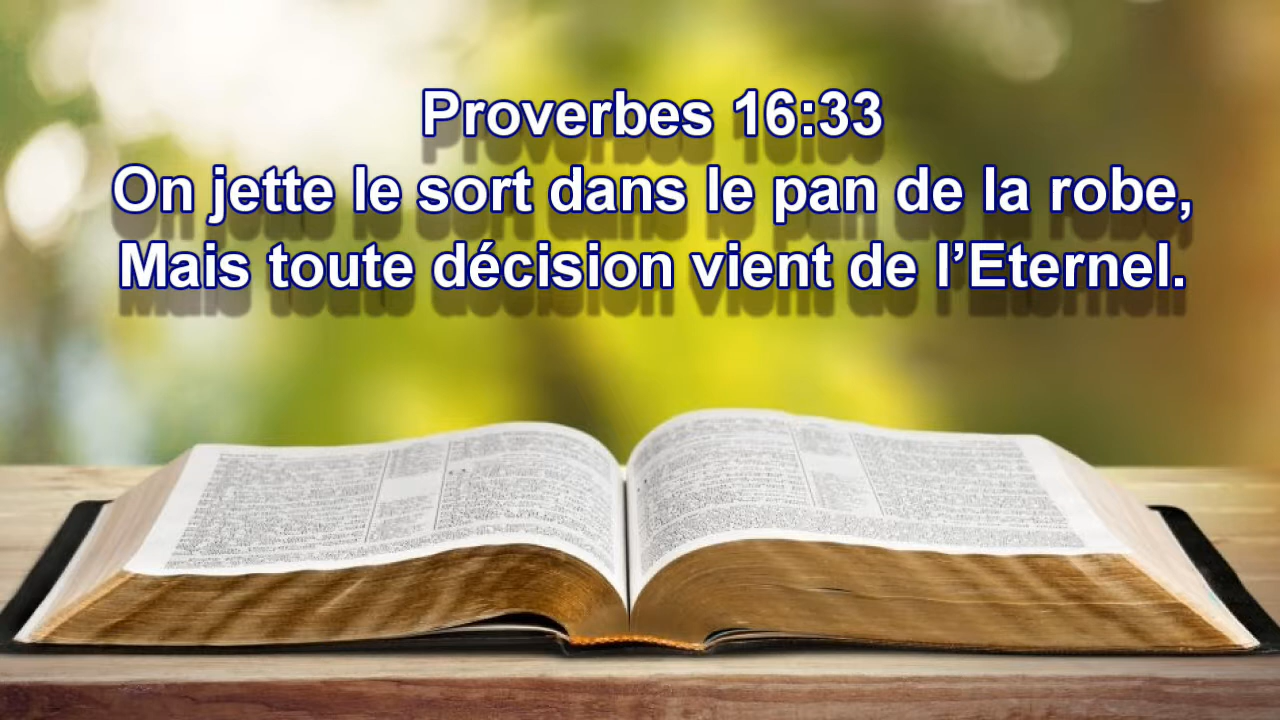 Proverbes 16:33
On jette le sort dans le pan de la robe,
Mais toute décision vient de l’Eternel.